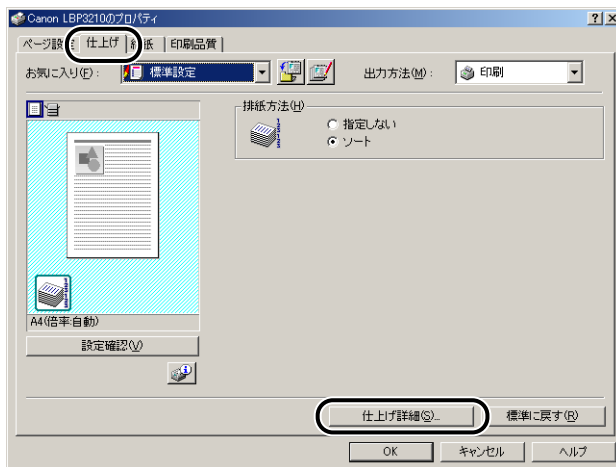 Canon LBP3210のプロパティ
ページ設定 仕上げ 給紙 印刷品質
お気に入り(F): 標準設定 出力方法(M): 印刷
排紙方法(H)
指定しない
ソート
A4(倍率:自動)
設定確認(V)
仕上げ詳細(S)... 標準に戻す(R)
OK キャンセル ヘルプ